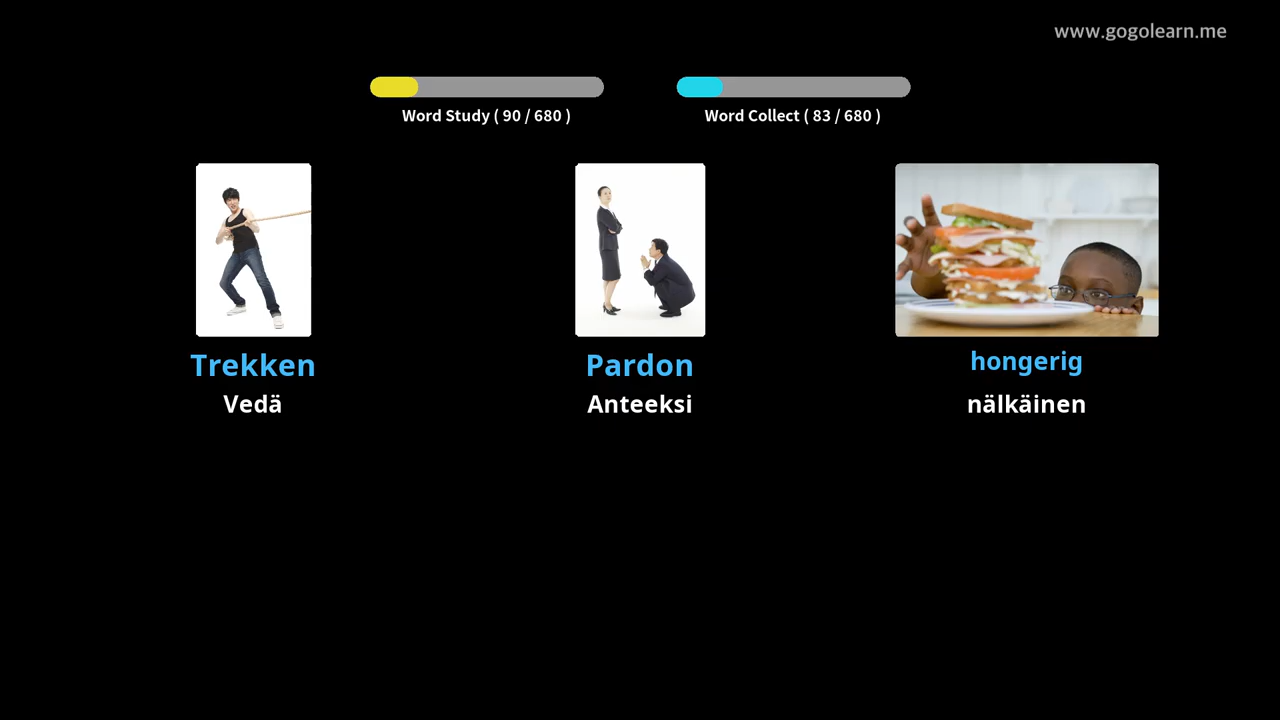 www.gogolearn.me
Word Study ( 90 / 680 )
Word Collect ( 83 / 680 )
Trekken
Vedä
Pardon
Anteeksi
hongerig
nälkäinen